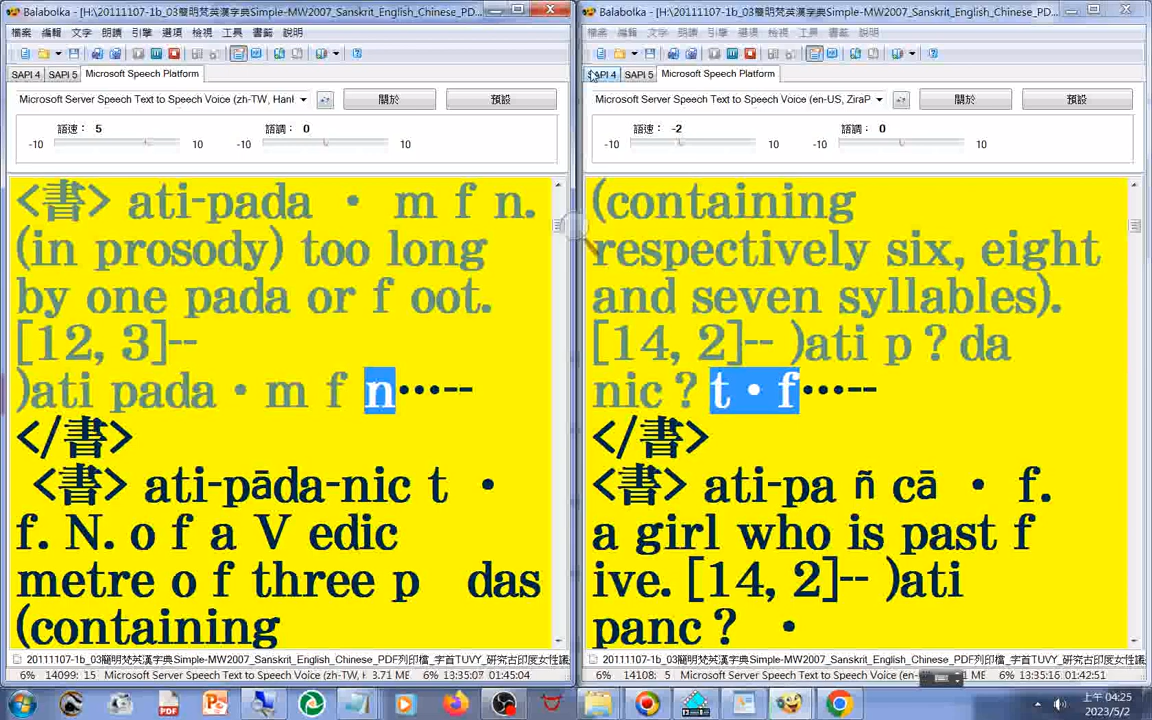 Balabolka - [H:\20111107-1b_03簡明梵英漢字典Simple-MW2007_Sanskrit_English_Chinese_PD...
檔案 編輯 文字 朗讀 引擎 選項 檢視 工具 書籤 說明
SAPI 4 SAPI 5 Microsoft Speech Platform
Microsoft Server Speech Text to Speech Voice (zh-TW, Hanl
關於 預設
語速： 5 語調： 0
-10 10 -10 10
<書> ati-pada • m f n.
(in prosody) too long
by one pada or f oot.
[12, 3]--
)ati pada • m f n…--
</書>
<書> ati-pāda-nic t •
f. N. o f a V edic
metre o f three p das
(containing
20111107-1b_03簡明梵英漢字典Simple-MW2007_Sanskrit_English_Chinese_PDF列印檔_字首TUVY_研究古印度女性議
6% 14099: 15 Microsoft Server Speech Text to Speech Voice (zh-TW, H 3.71 MB 6% 13:35:07 01:45:04
Balabolka - [H:\20111107-1b_03簡明梵英漢字典Simple-MW2007_Sanskrit_English_Chinese_PD...
檔案 編輯 文字 朗讀 引擎 選項 檢視 工具 書籤 說明
SAPI 4 SAPI 5 Microsoft Speech Platform
Microsoft Server Speech Text to Speech Voice (en-US, ZiraP
關於 預設
語速： -2 語調： 0
-10 10 -10 10
(containing
respectively six, eight
and seven syllables).
[14, 2]-- )ati p ? da
nic ? t • f…--
</書>
<書> ati-pa ñ cā • f.
a girl who is past f
ive. [14, 2]-- )ati
panc ? •
20111107-1b_03簡明梵英漢字典Simple-MW2007_Sanskrit_English_Chinese_PDF列印檔_字首TUVY_研究古印度女性議
6% 14108: 5 Microsoft Server Speech Text to Speech Voice (en- 6% 13:35:16 01:42:51
上午 04:25
2023/5/2